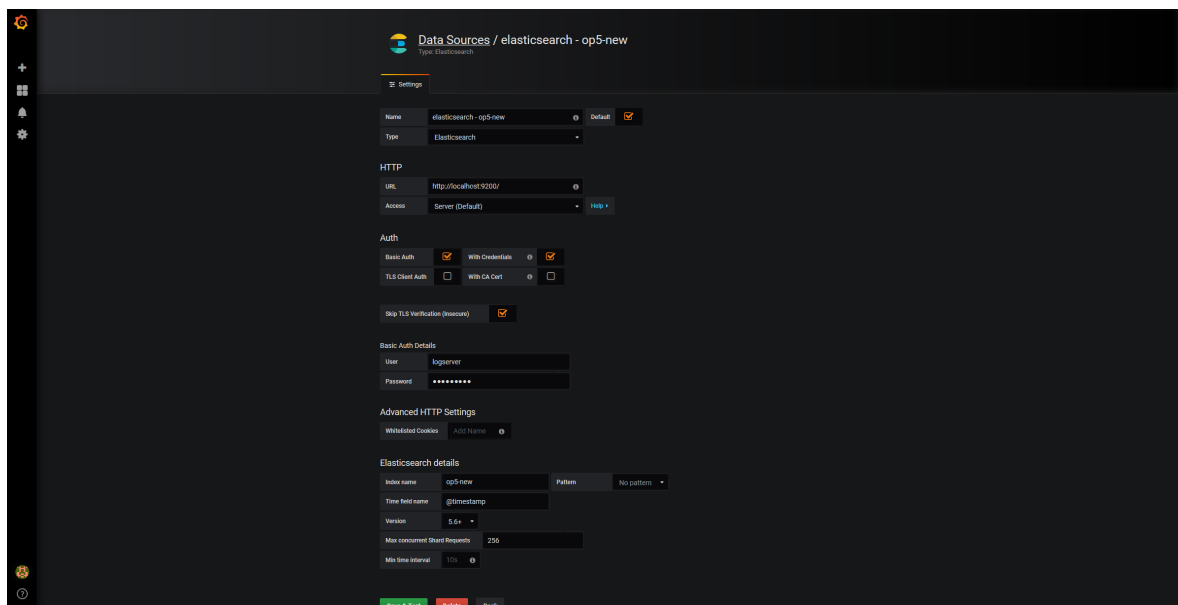 Data Sources / elasticsearch - op5-new
Type: Elasticsearch
Settings
Name elasticsearch - op5-new Default
Type Elasticsearch
HTTP
URL http://localhost:9200/
Access Server (Default) Help
Auth
Basic Auth With Credentials
TLS Client Auth With CA Cert
Skip TLS Verification (Insecure)
Basic Auth Details
User logserver
Password •••••••••
Advanced HTTP Settings
Whitelisted Cookies Add Name
Elasticsearch details
Index name op5-new Pattern No pattern
Time field name @timestamp
Version 5.6+
Max concurrent Shard Requests 256
Min time interval 10s
Save & Test Delete Back